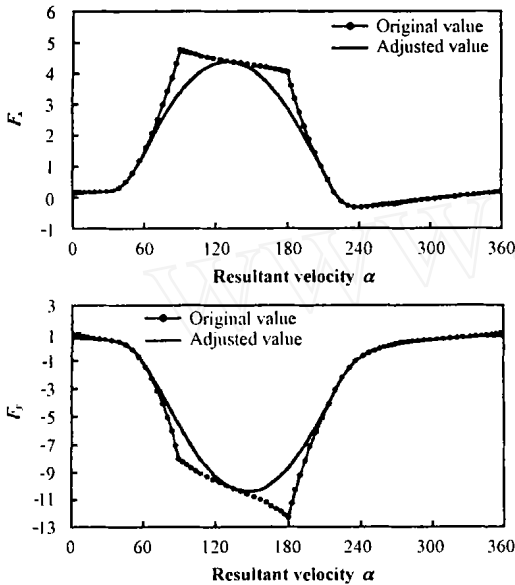 6
Original value
Adjusted value
5
4
3
2
1
0
-1
0 60 120 180 240 300 360
Resultant velocity α
3
Original value
Adjusted value
1
-1
-3
-5
-7
-9
-11
-13
0 60 120 180 240 300 360
Resultant velocity α
WWW